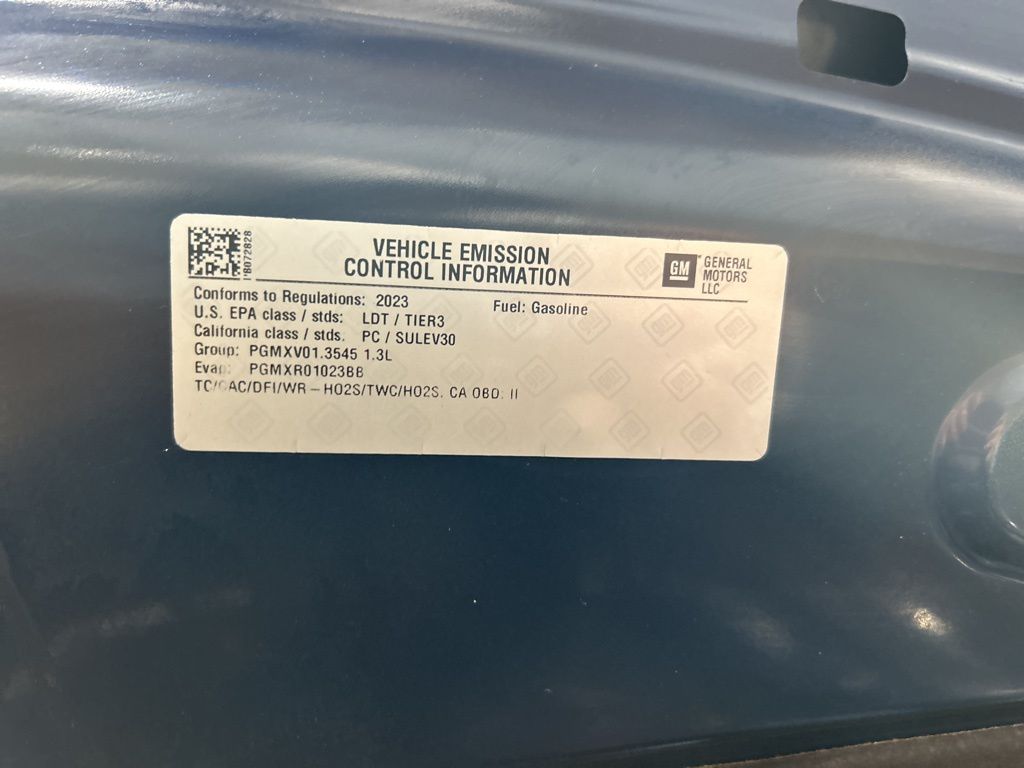 VEHICLE EMISSION
CONTROL INFORMATION
GM
GENERAL
MOTORS
LLC
Conforms to Regulations: 2023
Fuel: Gasoline
U.S. EPA class / stds: LDT / TIER3
California class / stds. PC / SULEV30
Group: PGMXV01.3545 1.3L
Evap: PGMXR01023BB
TC/CAC/DFI/WR – HO2S/TWC/HO2S. CA OBD: II